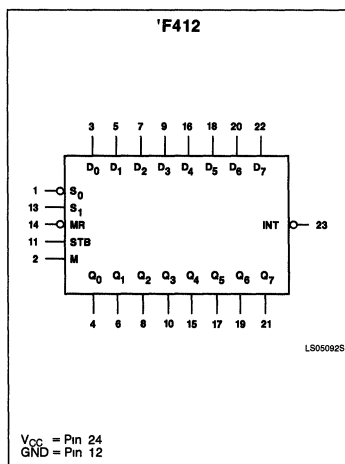 'F412
3 5 7 9 16 18 20 22
D0 D1 D2 D3 D4 D5 D6 D7
1 S0
13 S1
14 MR
INT 23
11 STB
2 M
Q0 Q1 Q2 Q3 Q4 Q5 Q6 Q7
4 6 8 10 15 17 19 21
LS05092S
VCC = Pin 24
GND = Pin 12